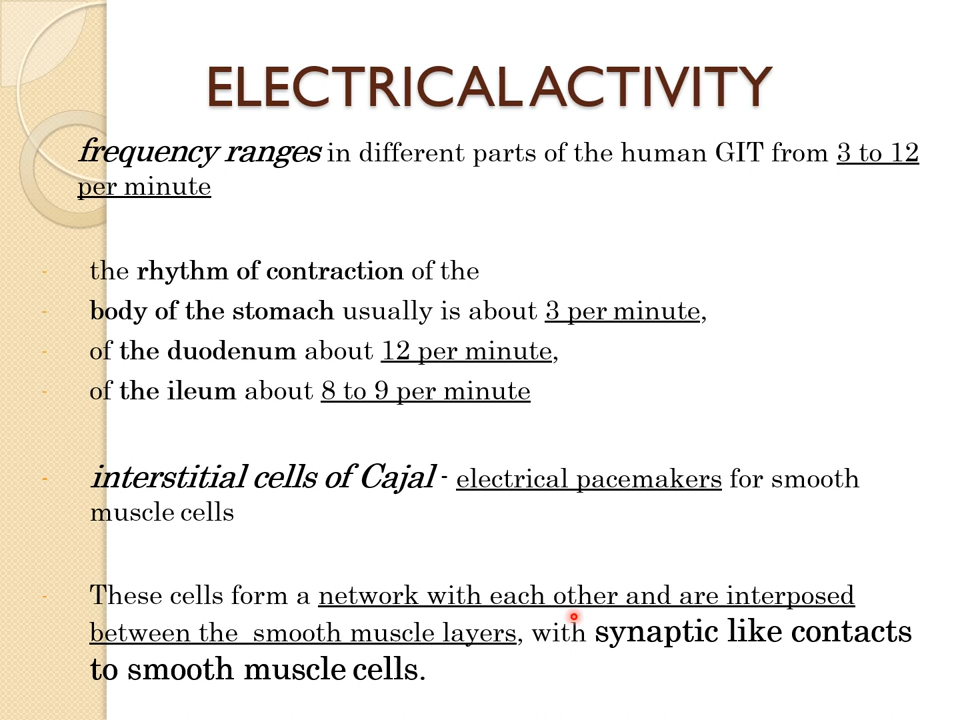 ELECTRICAL ACTIVITY
frequency ranges in different parts of the human GIT from 3 to 12
per minute
- the rhythm of contraction of the
- body of the stomach usually is about 3 per minute,
- of the duodenum about 12 per minute,
- of the ileum about 8 to 9 per minute
- interstitial cells of Cajal - electrical pacemakers for smooth
muscle cells
- These cells form a network with each other and are interposed
between the smooth muscle layers, with synaptic like contacts
to smooth muscle cells.